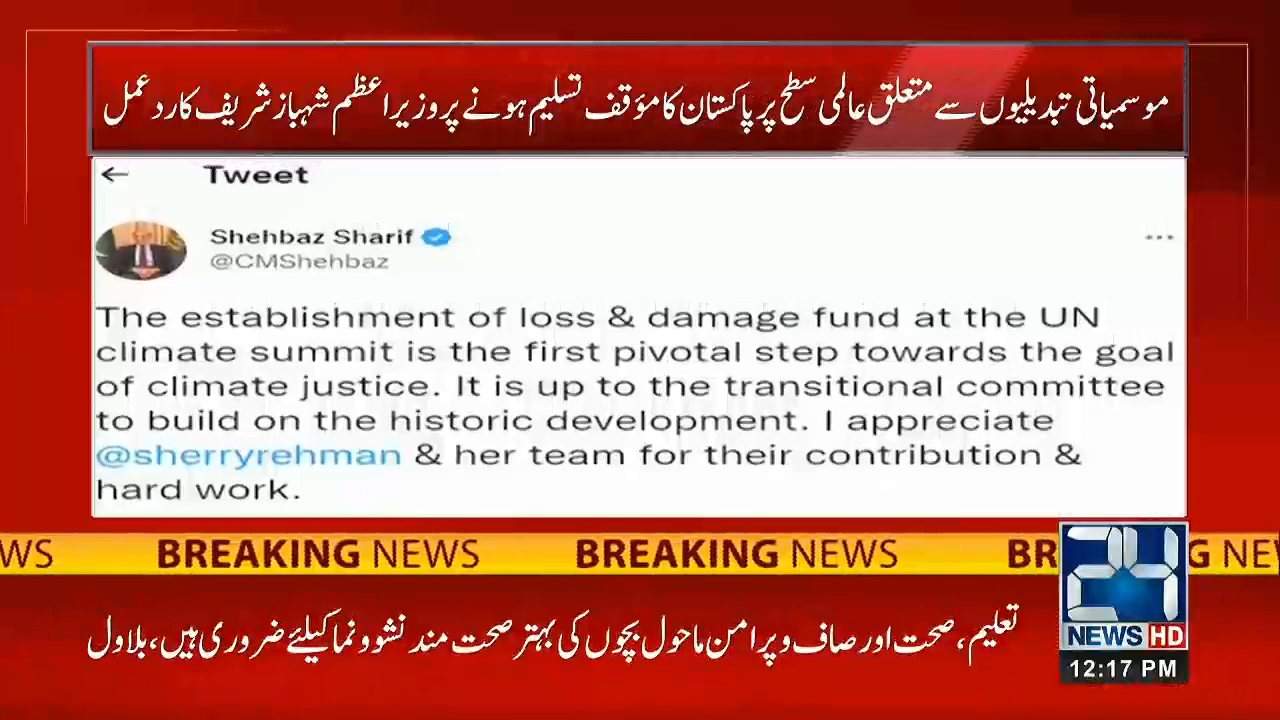 موسمیاتی تبدیلیوں سے متعلق عالمی سطح پر پاکستان کا مؤقف تسلیم ہونے پر وزیراعظم شہباز شریف کا ردعمل
← Tweet
Shehbaz Sharif
@CMShehbaz
The establishment of loss & damage fund at the UN
climate summit is the first pivotal step towards the goal
of climate justice. It is up to the transitional committee
to build on the historic development. I appreciate
@sherryrehman & her team for their contribution &
hard work.
WS BREAKING NEWS BREAKING NEWS BR G NE
24
NEWS HD
تعلیم، صحت اور صاف و پرامن ماحول بچوں کی بہتر صحت مند نشوونما کیلئے ضروری ہیں، بلاول
12:17 PM